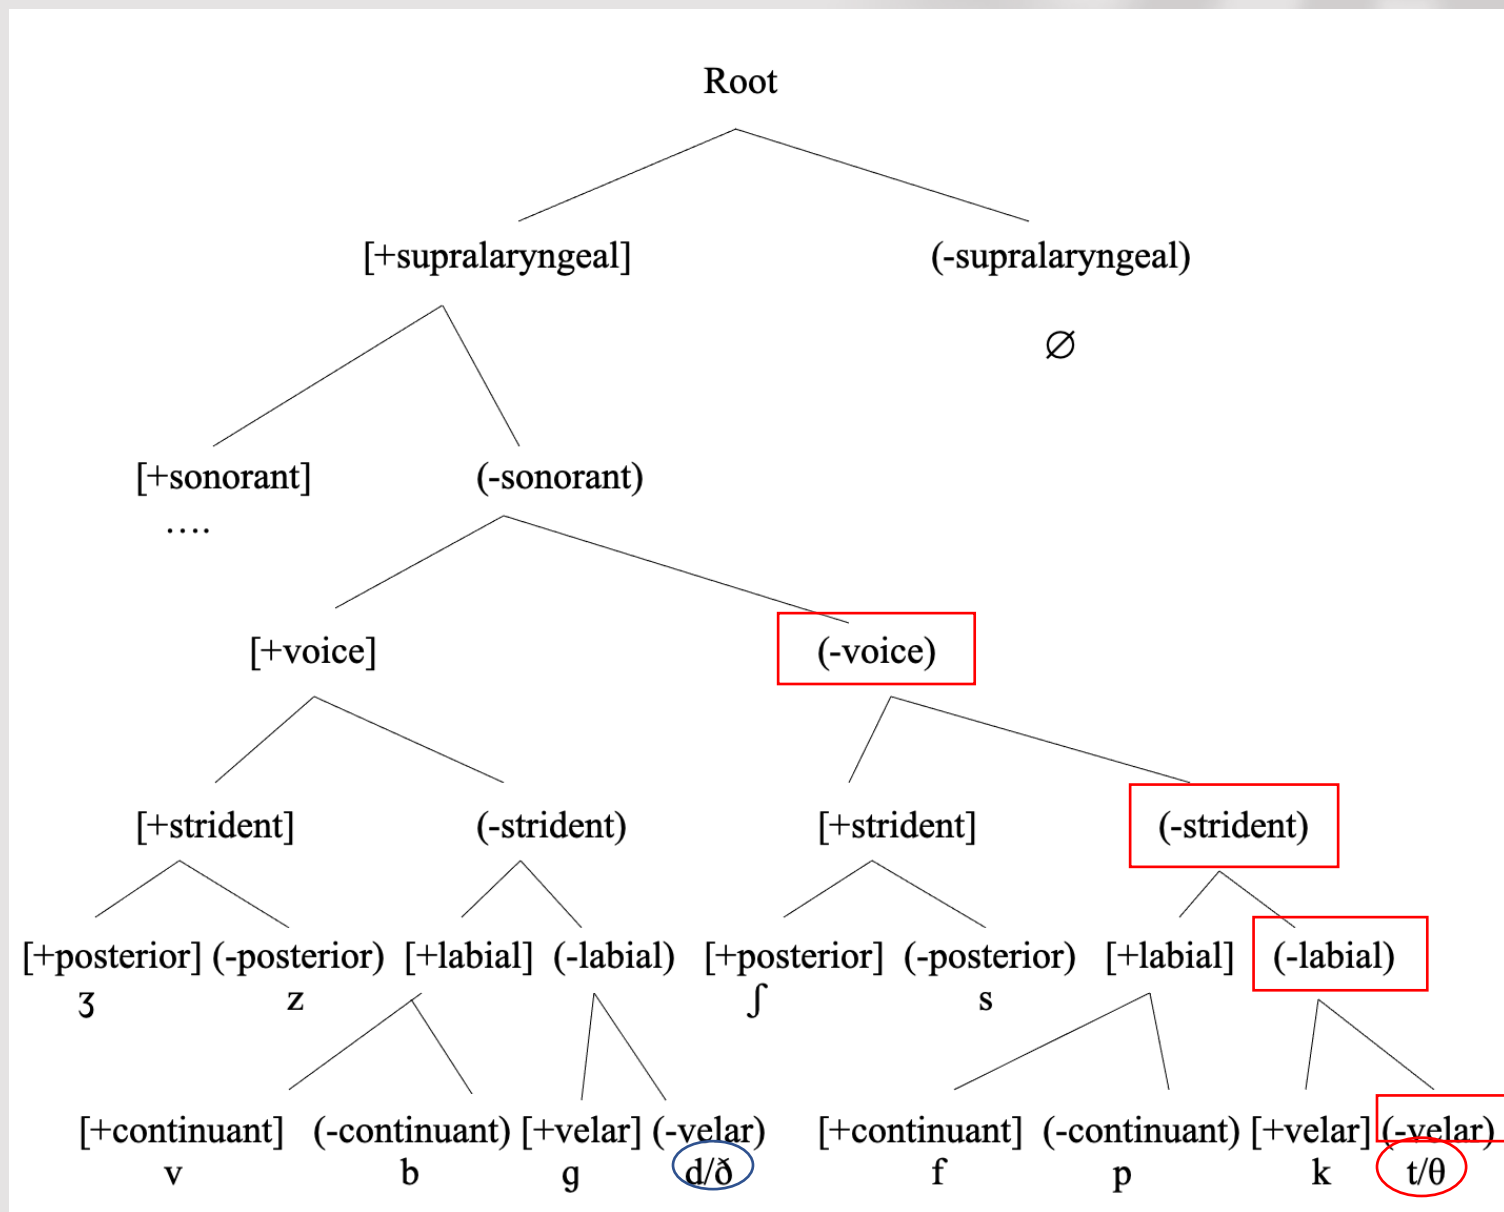 Root
[+supralaryngeal] (-supralaryngeal)
∅
[+sonorant] (-sonorant)
....
[+voice] (-voice)
[+strident] (-strident) [+strident] (-strident)
[+posterior] (-posterior) [+labial] (-labial) [+posterior] (-posterior) [+labial] (-labial)
ʒ z ʃ s
[+continuant] (-continuant) [+velar] (-velar) [+continuant] (-continuant) [+velar] (-velar)
v b g d/ð f p k t/θ